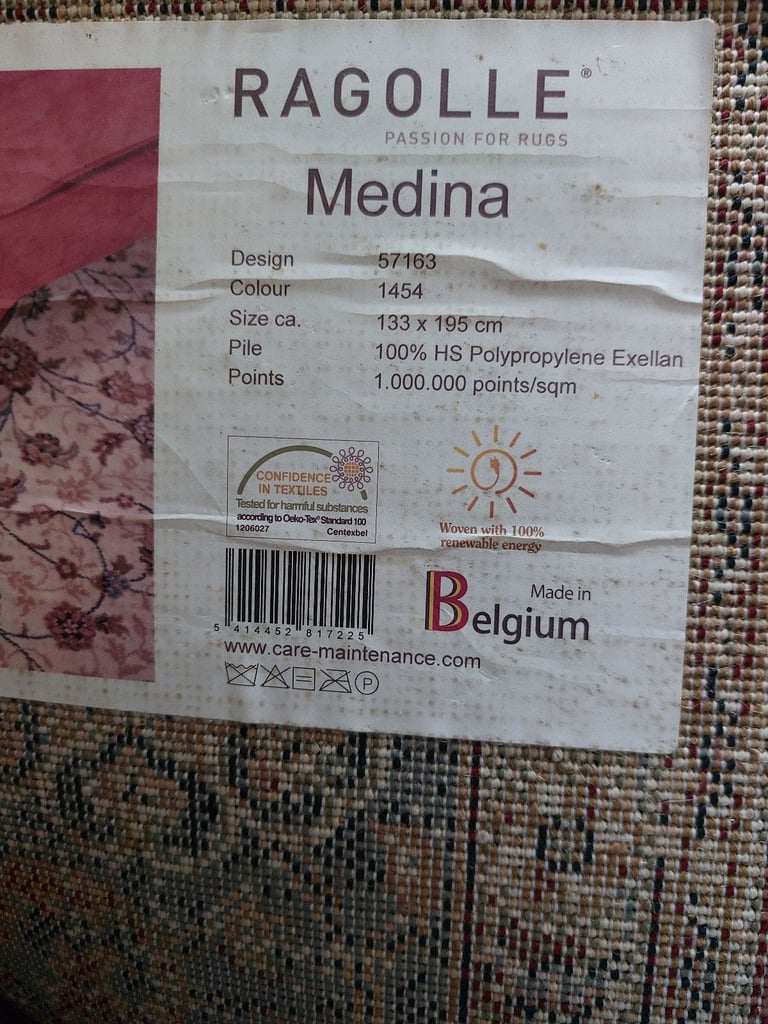 RAGOLLE®
PASSION FOR RUGS
Medina
Design 57163
Colour 1454
Size ca. 133 x 195 cm
Pile 100% HS Polypropylene Exellan
Points 1.000.000 points/sqm
CONFIDENCE
IN TEXTILES
Tested for harmful substances
according to Oeko-Tex® Standard 100
1206027 Centexbel
Woven with 100%
renewable energy
5 414452 817225
Made in
Belgium
www.care-maintenance.com
P